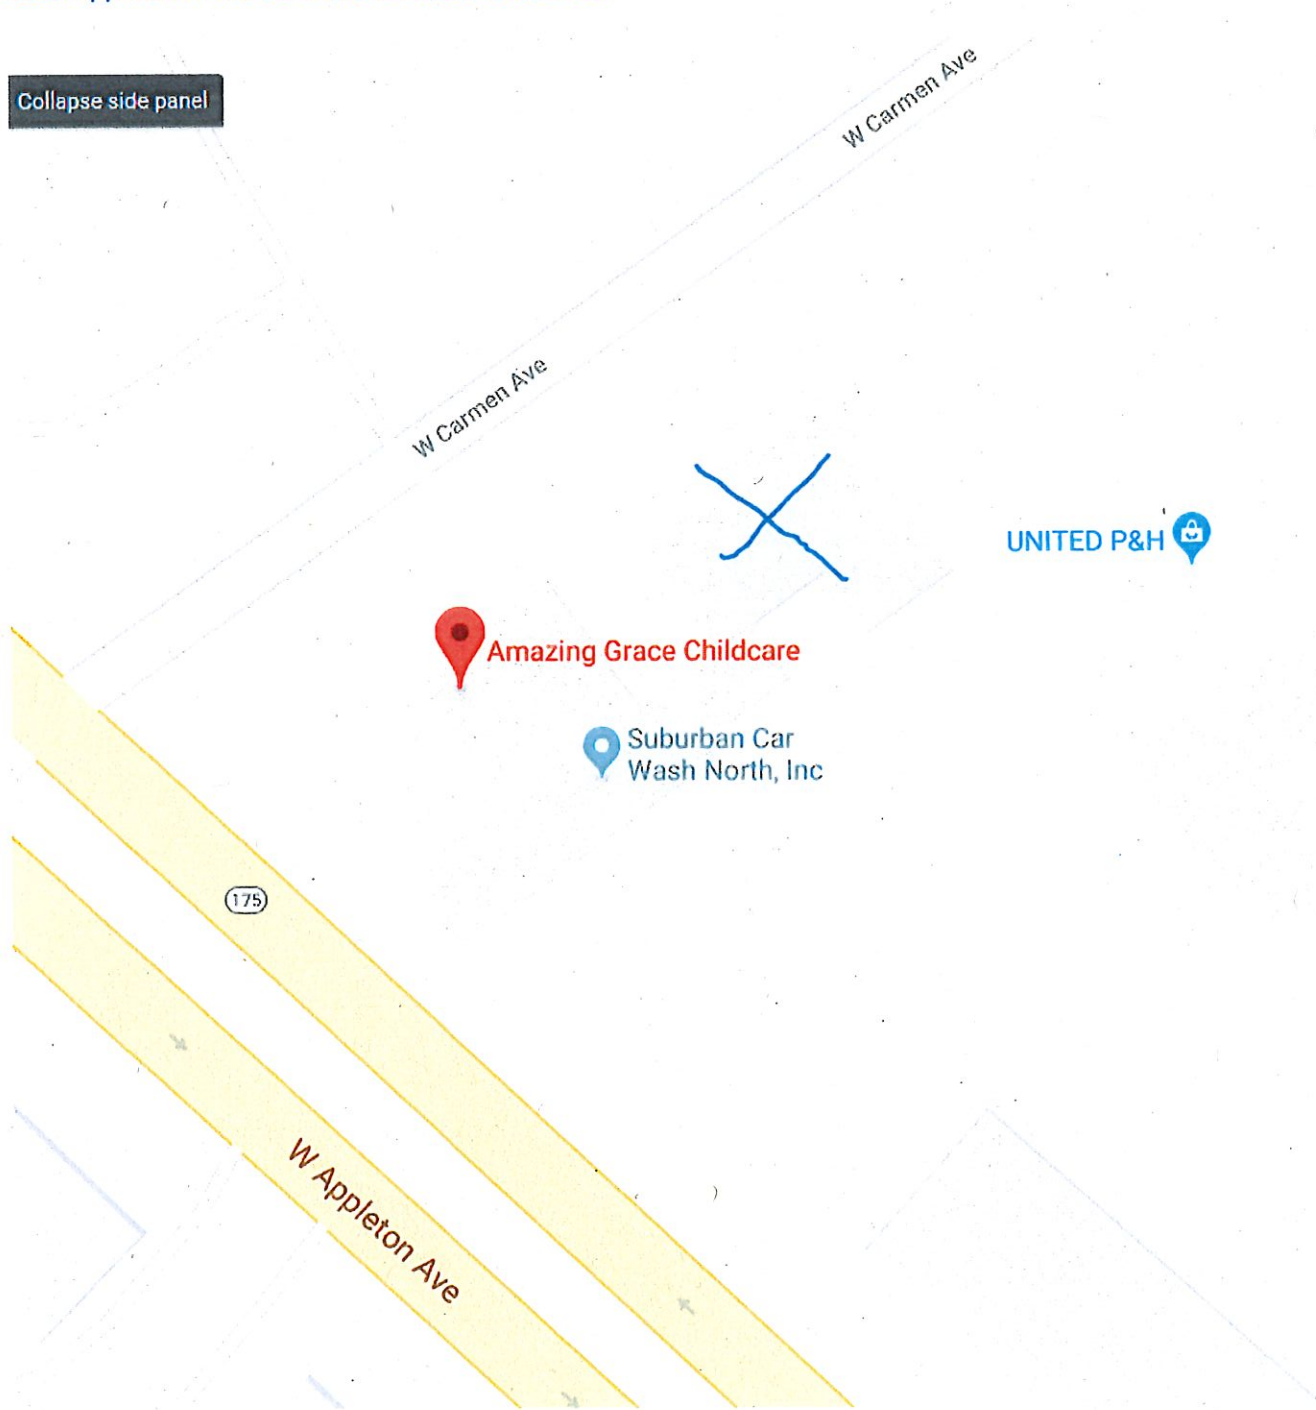 Collapse side panel
W Carmen Ave
W Carmen Ave
UNITED P&H
Amazing Grace Childcare
Suburban Car
Wash North, Inc
175
W Appleton Ave